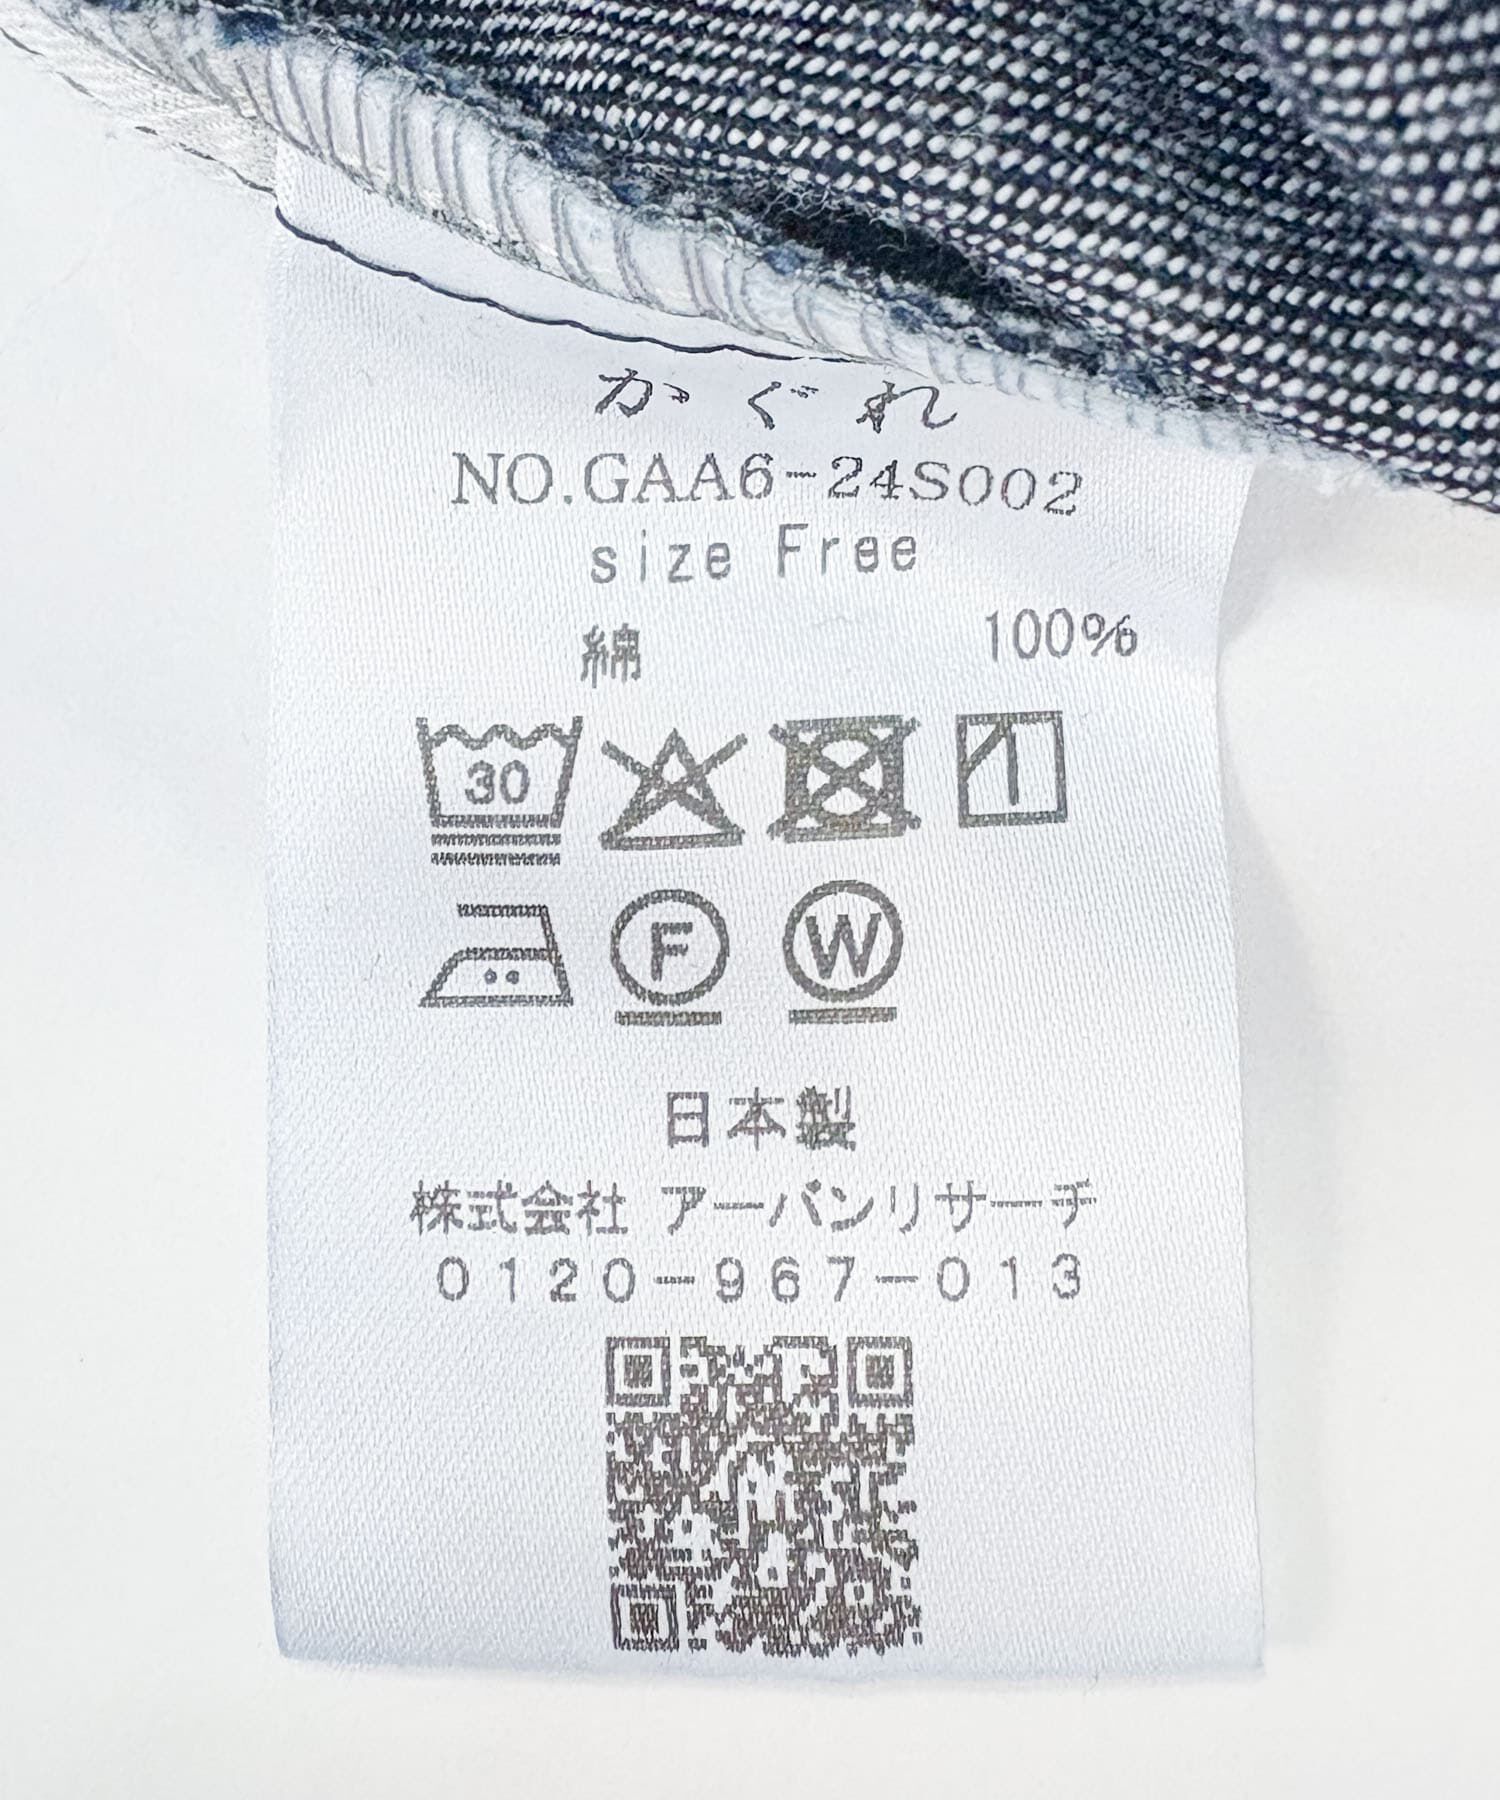 かぐれ
NO.GAA6-24S002
size Free
綿 100%
30
F W
日本製
株式会社 アーバンリサーチ
0120-967-013